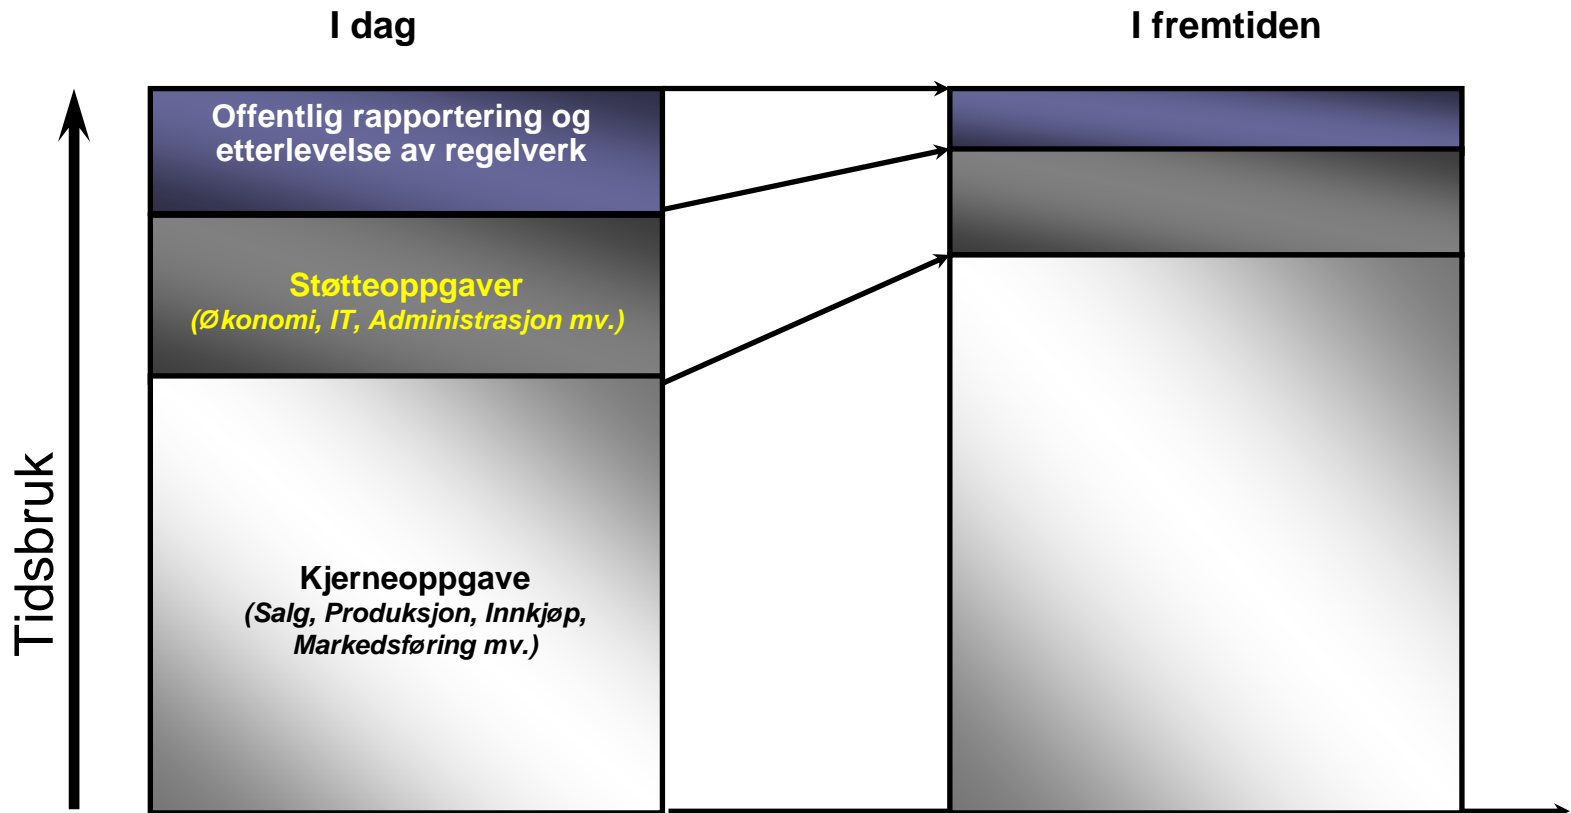 I dag
I fremtiden
Offentlig rapportering og
etterlevelse av regelverk
Støtteoppgaver
(Økonomi, IT, Administrasjon mv.)
Kjerneoppgave
(Salg, Produksjon, Innkjøp,
Markedsføring mv.)
Tidsbruk